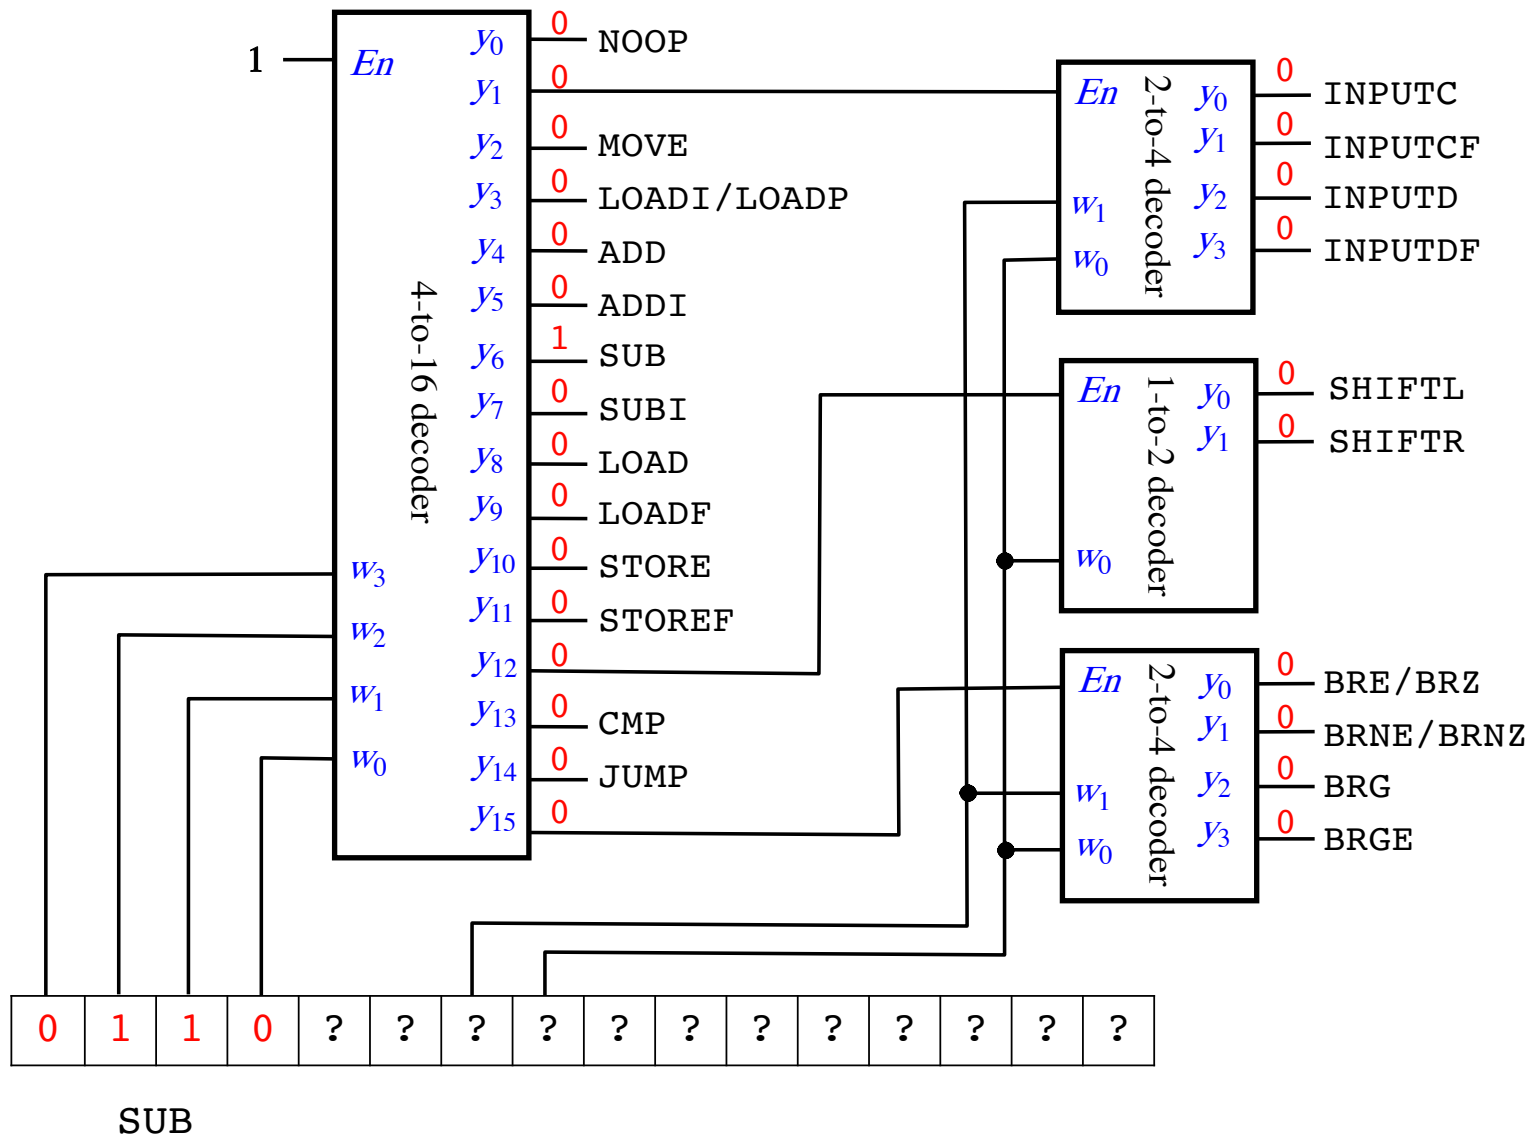 1 En
4-to-16 decoder
w3
w2
w1
w0
y0 0 NOOP
y1 0
y2 0 MOVE
y3 0 LOADI/LOADP
y4 0 ADD
y5 0 ADDI
y6 1 SUB
y7 0 SUBI
y8 0 LOAD
y9 0 LOADF
y10 0 STORE
y11 0 STOREF
y12 0
y13 0 CMP
y14 0 JUMP
y15 0
En
w1
w0
2-to-4 decoder
y0 0 INPUTC
y1 0 INPUTCF
y2 0 INPUTD
y3 0 INPUTDF
En
w0
1-to-2 decoder
y0 0 SHIFTL
y1 0 SHIFTR
En
w1
w0
2-to-4 decoder
y0 0 BRE/BRZ
y1 0 BRNE/BRNZ
y2 0 BRG
y3 0 BRGE
0 1 1 0 ? ? ? ? ? ? ? ? ? ? ? ?
SUB